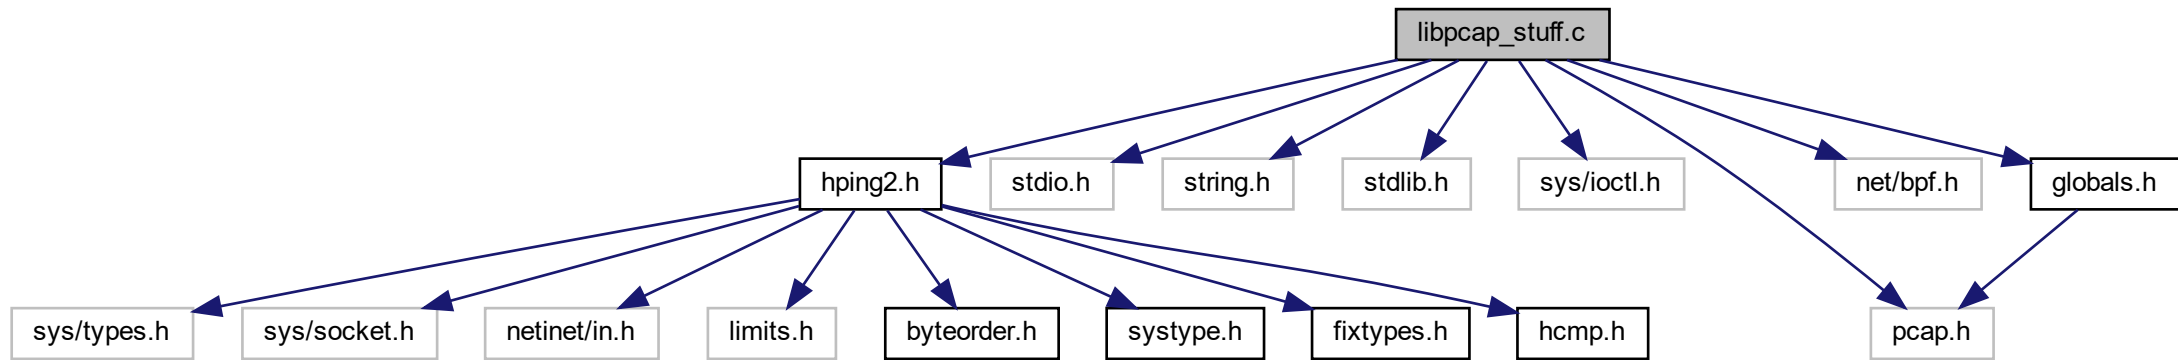 libpcap_stuff.c
hping2.h
stdio.h
string.h
stdlib.h
sys/ioctl.h
net/bpf.h
globals.h
sys/types.h
sys/socket.h
netinet/in.h
limits.h
byteorder.h
systype.h
fixtypes.h
hcmp.h
pcap.h